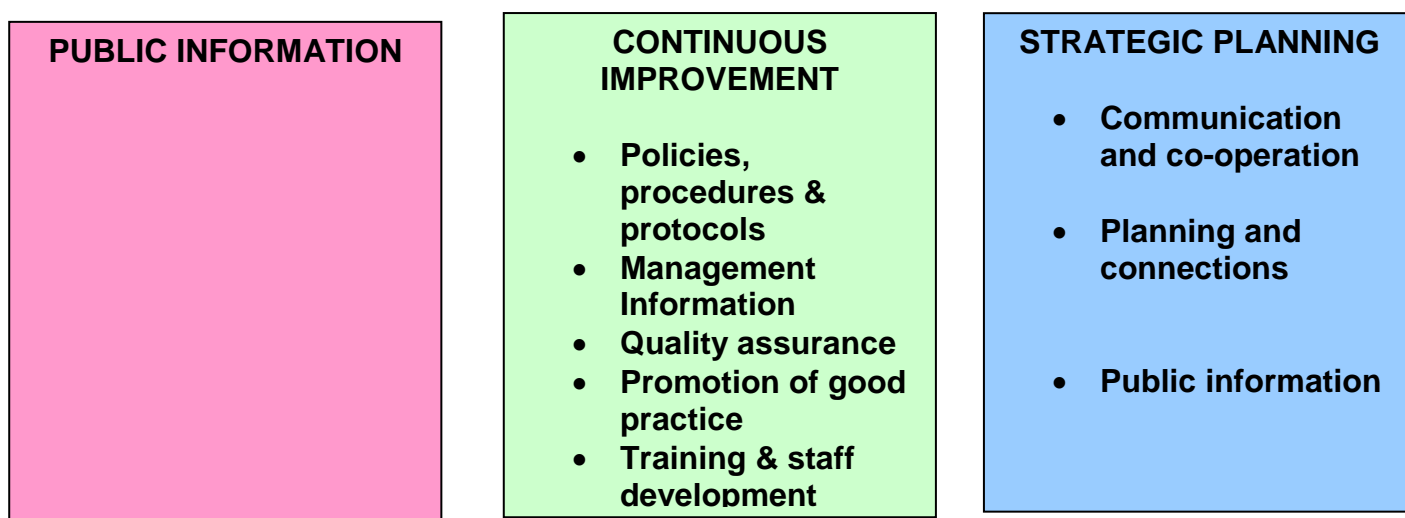 PUBLIC INFORMATION
CONTINUOUS
IMPROVEMENT
• Policies,
procedures &
protocols
• Management
Information
• Quality assurance
• Promotion of good
practice
• Training & staff
development
STRATEGIC PLANNING
• Communication
and co-operation
• Planning and
connections
• Public information